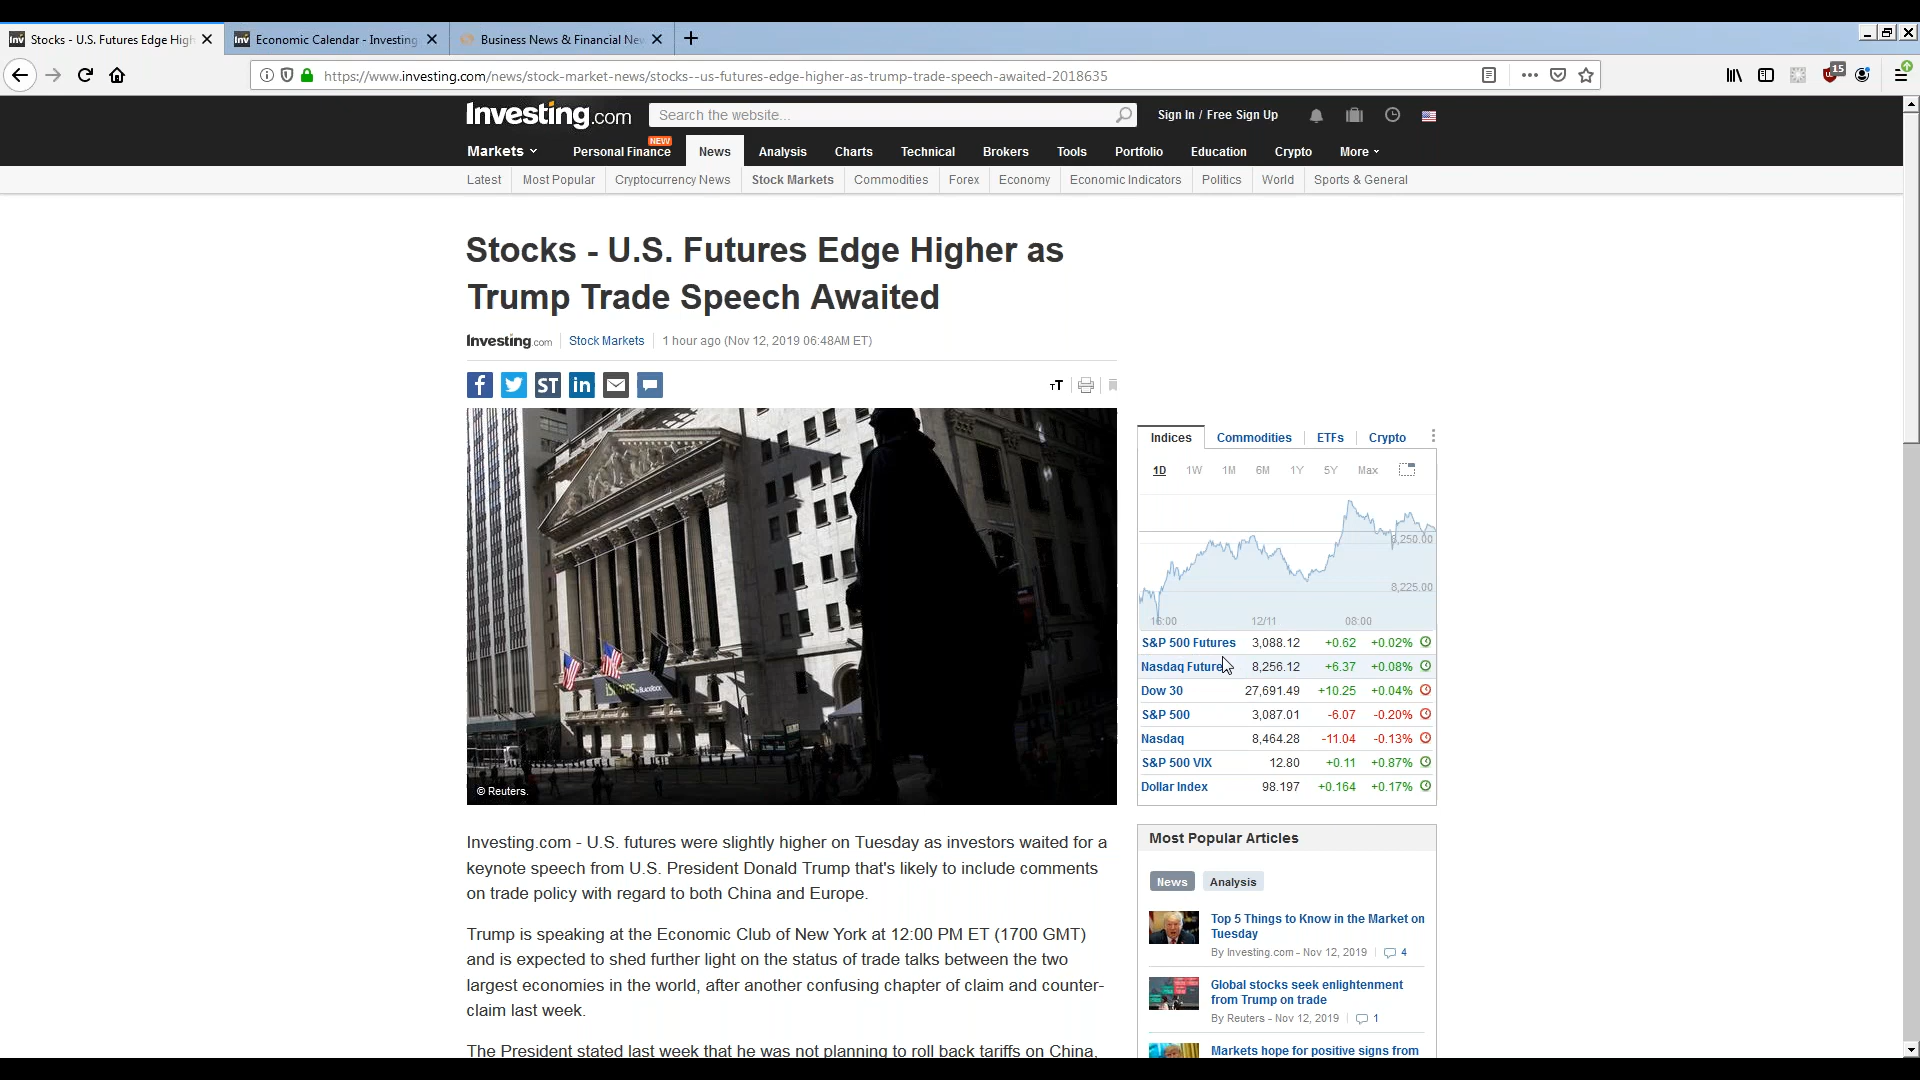 Stocks - U.S. Futures Edge High
Economic Calendar - Investing
Business News & Financial Nev
https://www.investing.com/news/stock-market-news/stocks--us-futures-edge-higher-as-trump-trade-speech-awaited-2018635
15
Investing.com
Search the website...
Sign In / Free Sign Up
NEW
Markets Personal Finance News Analysis Charts Technical Brokers Tools Portfolio Education Crypto More
Latest Most Popular Cryptocurrency News Stock Markets Commodities Forex Economy Economic Indicators Politics World Sports & General
Stocks - U.S. Futures Edge Higher as
Trump Trade Speech Awaited
Investing.com Stock Markets 1 hour ago (Nov 12, 2019 06:48AM ET)
f ST in
TT
iShares by BLACKROCK
© Reuters.
Indices Commodities ETFs Crypto
1D 1W 1M 6M 1Y 5Y Max
8,250.00
8,225.00
16:00 12/11 08:00
S&P 500 Futures 3,088.12 +0.62 +0.02%
Nasdaq Future 8,256.12 +6.37 +0.08%
Dow 30 27,691.49 +10.25 +0.04%
S&P 500 3,087.01 -6.07 -0.20%
Nasdaq 8,464.28 -11.04 -0.13%
S&P 500 VIX 12.80 +0.11 +0.87%
Dollar Index 98.197 +0.164 +0.17%
Investing.com - U.S. futures were slightly higher on Tuesday as investors waited for a
keynote speech from U.S. President Donald Trump that's likely to include comments
on trade policy with regard to both China and Europe.
Trump is speaking at the Economic Club of New York at 12:00 PM ET (1700 GMT)
and is expected to shed further light on the status of trade talks between the two
largest economies in the world, after another confusing chapter of claim and counter-
claim last week.
The President stated last week that he was not planning to roll back tariffs on China,
Most Popular Articles
News Analysis
Top 5 Things to Know in the Market on
Tuesday
By Investing.com - Nov 12, 2019 4
Global stocks seek enlightenment
from Trump on trade
By Reuters - Nov 12, 2019 1
Markets hope for positive signs from